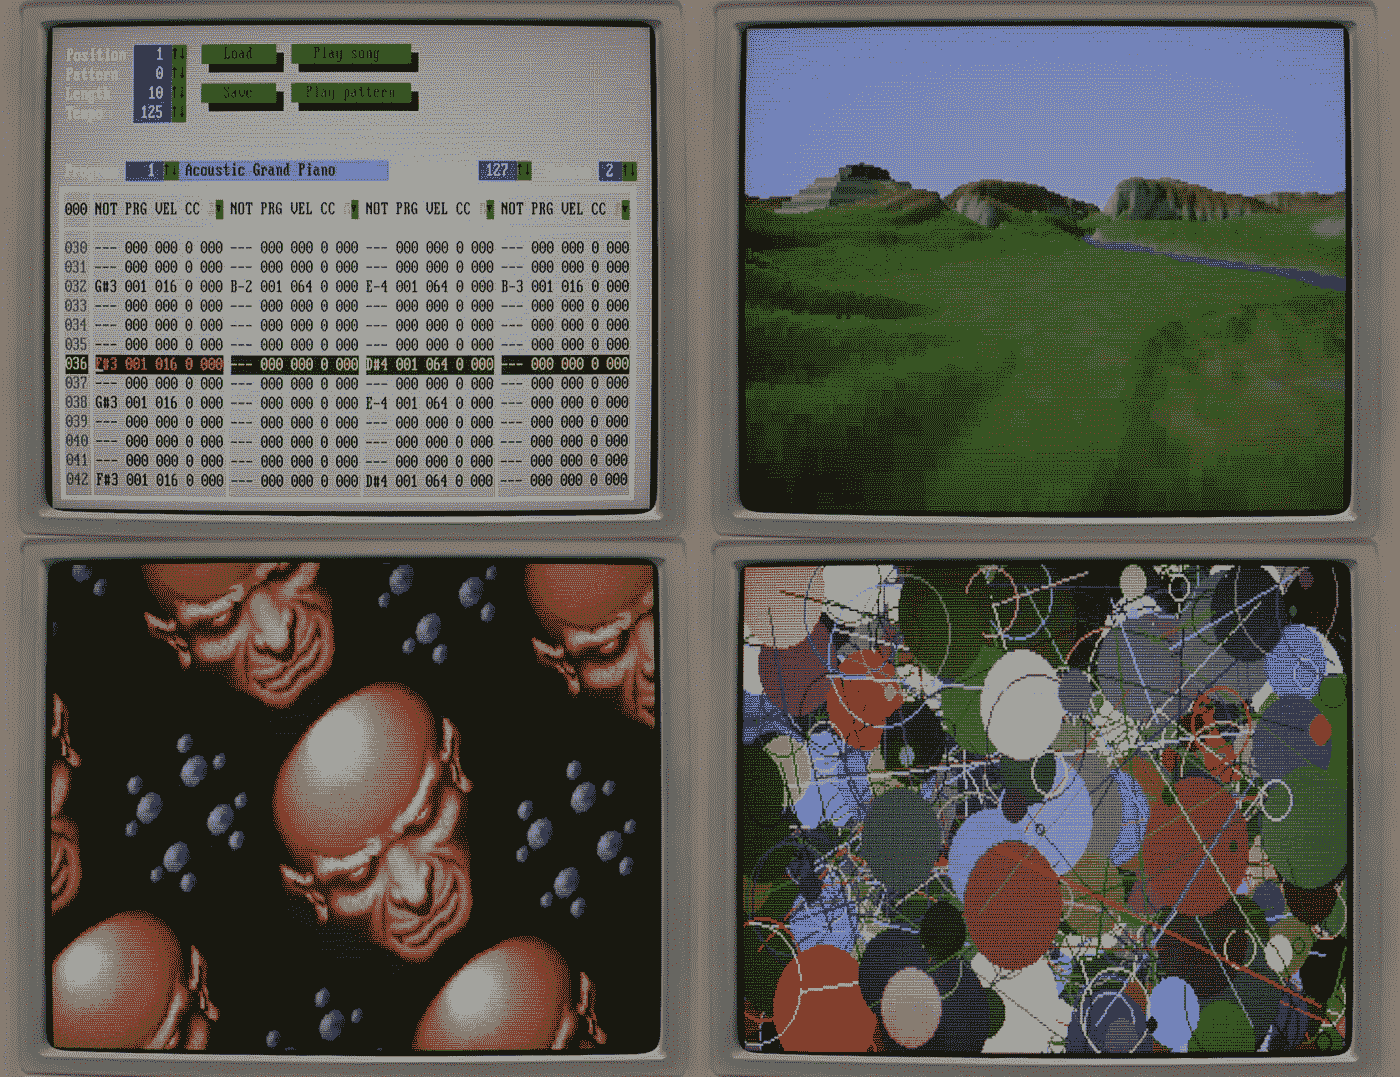 Position 1 ↑↓ Load Play song
Pattern 0 ↑↓
Length 10 ↑↓ Save Play pattern
Tempo 125 ↑↓
1 ↑↓ Acoustic Grand Piano 127 ↑↓ 2 ↑↓
000 NOT PRG VEL CC ▼ NOT PRG VEL CC ▼ NOT PRG VEL CC ▼ NOT PRG VEL CC ▼
030 --- 000 000 0 000 --- 000 000 0 000 --- 000 000 0 000 --- 000 000 0 000
031 --- 000 000 0 000 --- 000 000 0 000 --- 000 000 0 000 --- 000 000 0 000
032 G#3 001 016 0 000 B-2 001 064 0 000 E-4 001 064 0 000 B-3 001 016 0 000
033 --- 000 000 0 000 --- 000 000 0 000 --- 000 000 0 000 --- 000 000 0 000
034 --- 000 000 0 000 --- 000 000 0 000 --- 000 000 0 000 --- 000 000 0 000
035 --- 000 000 0 000 --- 000 000 0 000 --- 000 000 0 000 --- 000 000 0 000
036 F#3 001 016 0 000 --- 000 000 0 000 D#4 001 064 0 000 --- 000 000 0 000
037 --- 000 000 0 000 --- 000 000 0 000 --- 000 000 0 000 --- 000 000 0 000
038 G#3 001 016 0 000 --- 000 000 0 000 E-4 001 064 0 000 --- 000 000 0 000
039 --- 000 000 0 000 --- 000 000 0 000 --- 000 000 0 000 --- 000 000 0 000
040 --- 000 000 0 000 --- 000 000 0 000 --- 000 000 0 000 --- 000 000 0 000
041 --- 000 000 0 000 --- 000 000 0 000 --- 000 000 0 000 --- 000 000 0 000
042 F#3 001 016 0 000 --- 000 000 0 000 D#4 001 064 0 000 --- 000 000 0 000